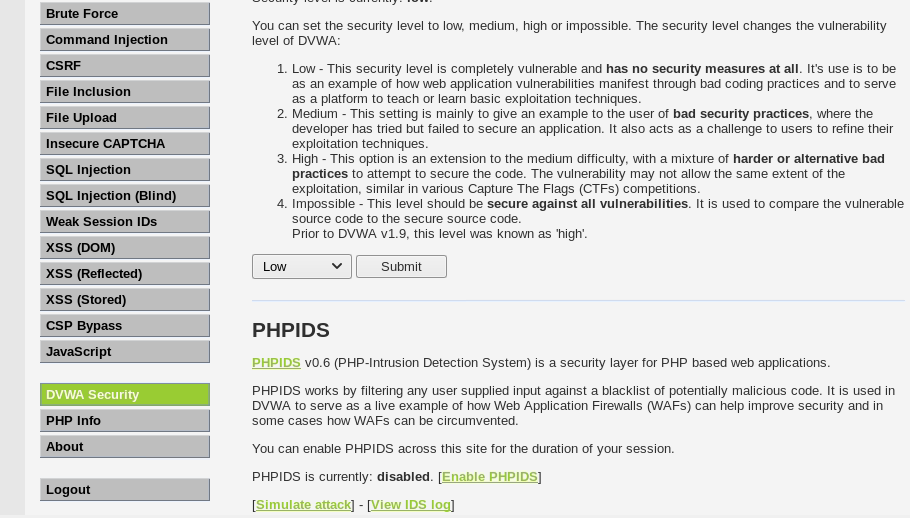 Brute Force
Command Injection
CSRF
File Inclusion
File Upload
Insecure CAPTCHA
SQL Injection
SQL Injection (Blind)
Weak Session IDs
XSS (DOM)
XSS (Reflected)
XSS (Stored)
CSP Bypass
JavaScript
DVWA Security
PHP Info
About
Logout
Security level is currently: low.
You can set the security level to low, medium, high or impossible. The security level changes the vulnerability
level of DVWA:
1. Low - This security level is completely vulnerable and has no security measures at all. It's use is to be
as an example of how web application vulnerabilities manifest through bad coding practices and to serve
as a platform to teach or learn basic exploitation techniques.
2. Medium - This setting is mainly to give an example to the user of bad security practices, where the
developer has tried but failed to secure an application. It also acts as a challenge to users to refine their
exploitation techniques.
3. High - This option is an extension to the medium difficulty, with a mixture of harder or alternative bad
practices to attempt to secure the code. The vulnerability may not allow the same extent of the
exploitation, similar in various Capture The Flags (CTFs) competitions.
4. Impossible - This level should be secure against all vulnerabilities. It is used to compare the vulnerable
source code to the secure source code.
Prior to DVWA v1.9, this level was known as 'high'.
Low
Submit
PHPIDS
PHPIDS v0.6 (PHP-Intrusion Detection System) is a security layer for PHP based web applications.
PHPIDS works by filtering any user supplied input against a blacklist of potentially malicious code. It is used in
DVWA to serve as a live example of how Web Application Firewalls (WAFs) can help improve security and in
some cases how WAFs can be circumvented.
You can enable PHPIDS across this site for the duration of your session.
PHPIDS is currently: disabled. [Enable PHPIDS]
[Simulate attack] - [View IDS log]